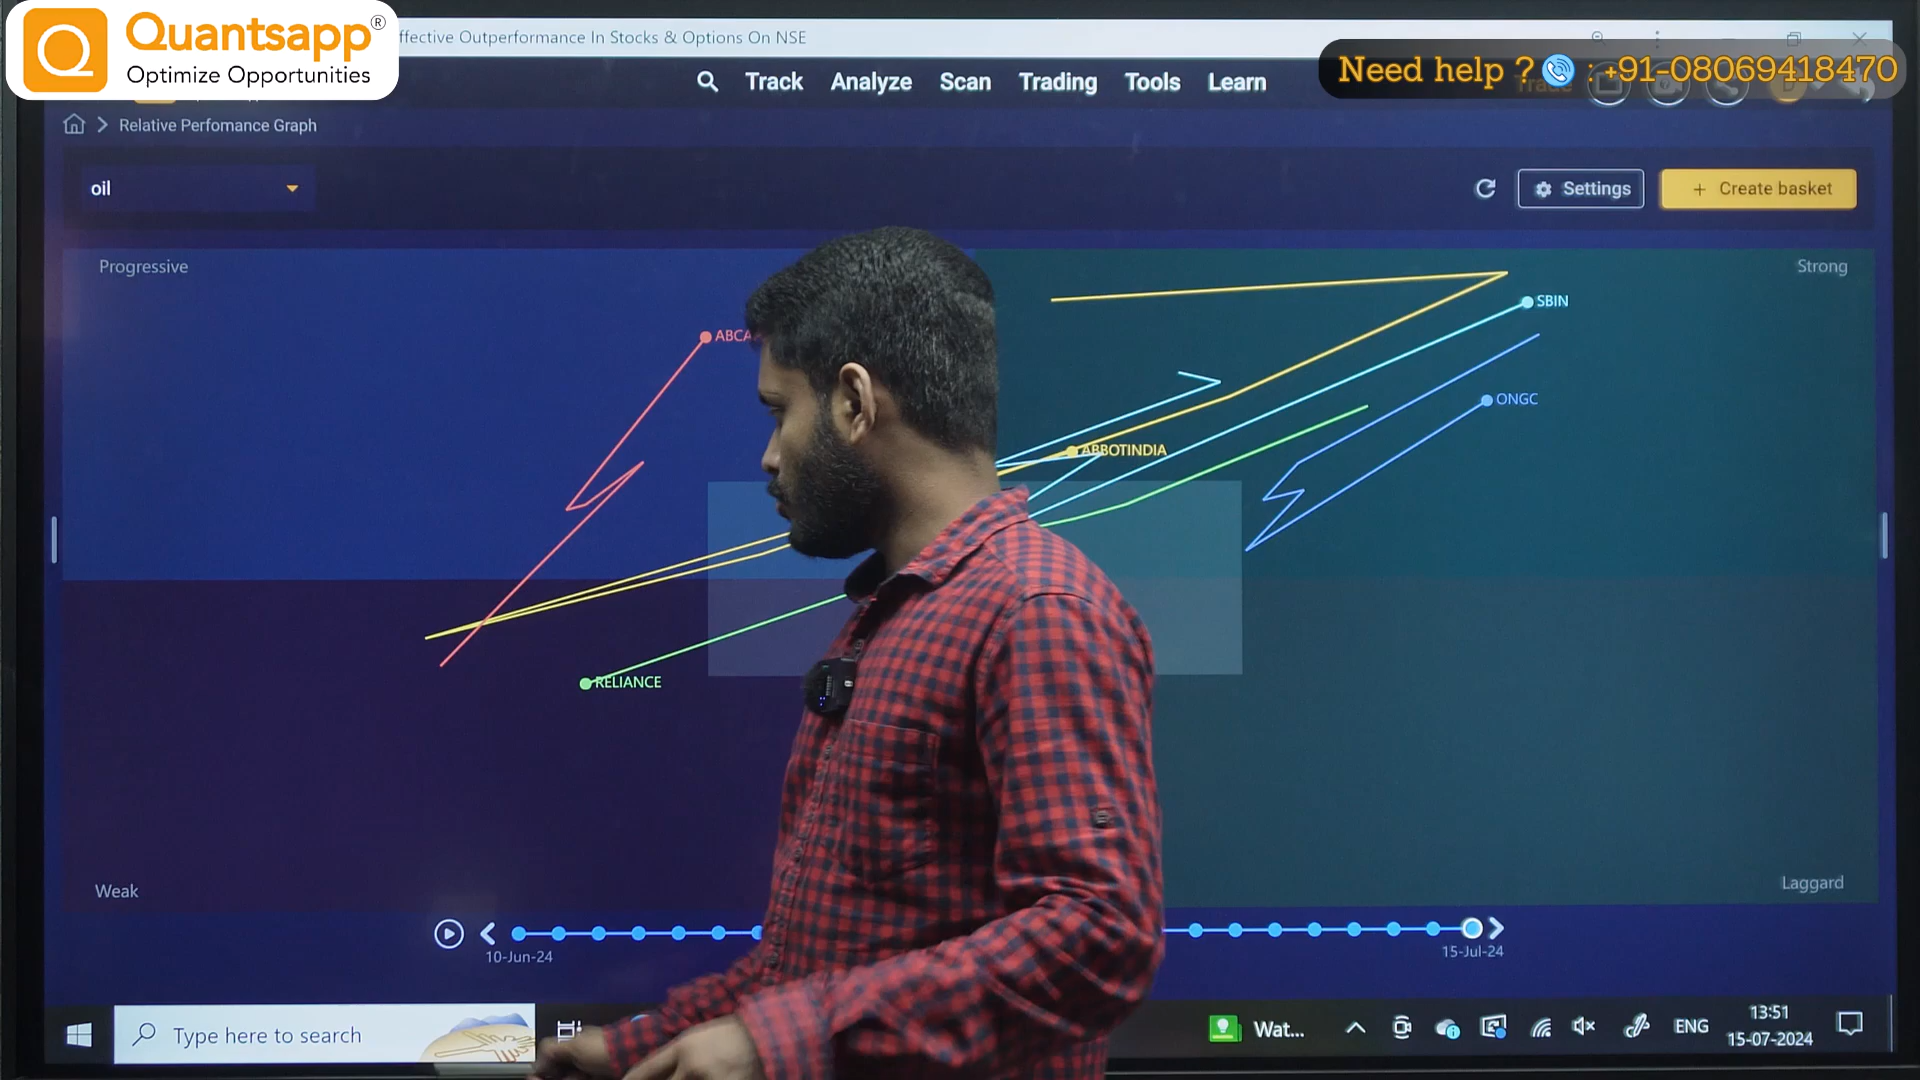 Quantsapp®
Optimize Opportunities
ffective Outperformance In Stocks & Options On NSE
Need help ? : +91-08069418470
Track Analyze Scan Trading Tools Learn
Relative Perfomance Graph
oil
Settings
+ Create basket
Progressive
Strong
SBIN
ABCA
ONGC
ABBOTINDIA
RELIANCE
Weak
Laggard
10-Jun-24
15-Jul-24
Type here to search
Wat...
ENG
13:51
15-07-2024